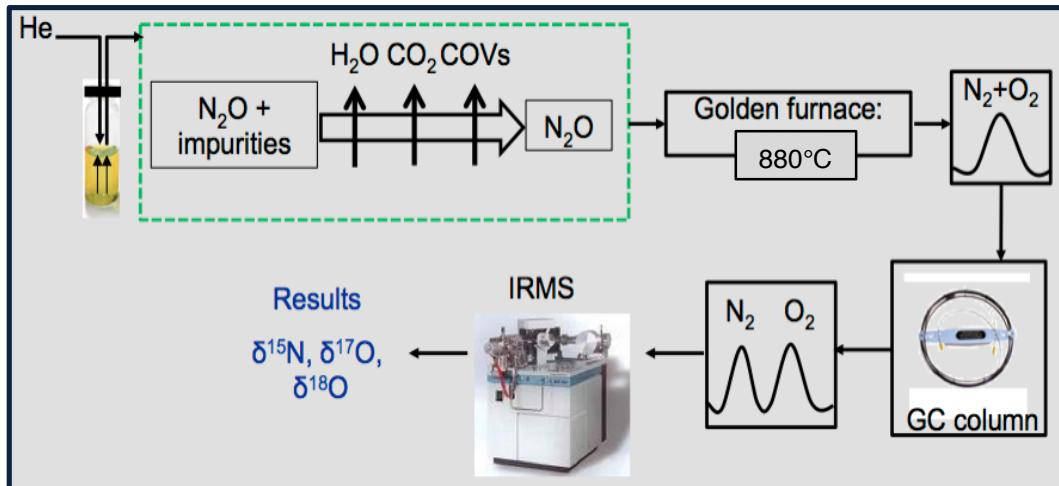 He
H₂O CO₂ COVs
N₂O +
impurities
N₂O
Golden furnace:
880°C
N₂+O₂
GC column
N₂ O₂
IRMS
Results
δ¹⁵N, δ¹⁷O,
δ¹⁸O